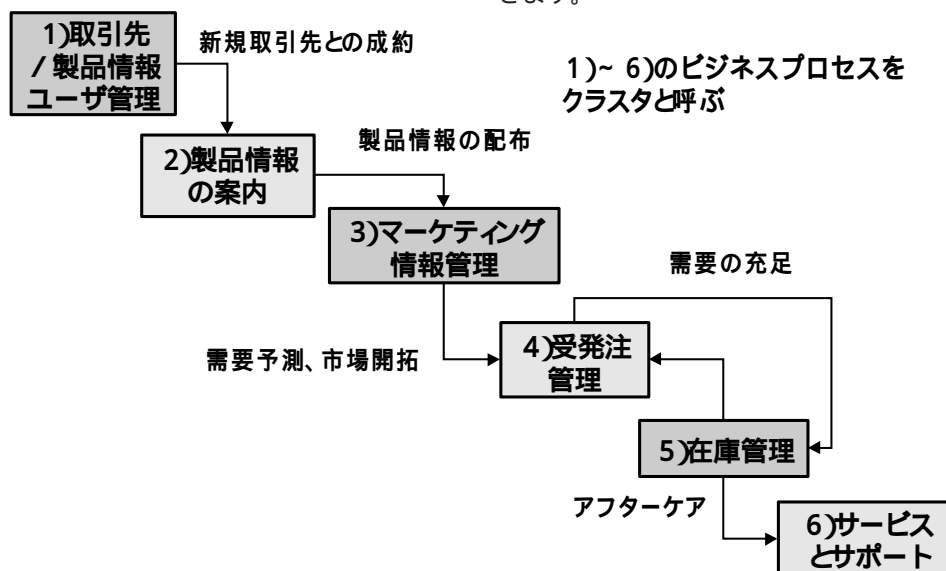 きます。
1)取引先
/製品情報
ユーザ管理
新規取引先との成約
1)~6)のビジネスプロセスを
クラスタと呼ぶ
製品情報の配布
2)製品情報
の案内
3)マーケティング
情報管理
需要の充足
需要予測、市場開拓
4)受発注
管理
5)在庫管理
アフターケア
6)サービス
とサポート